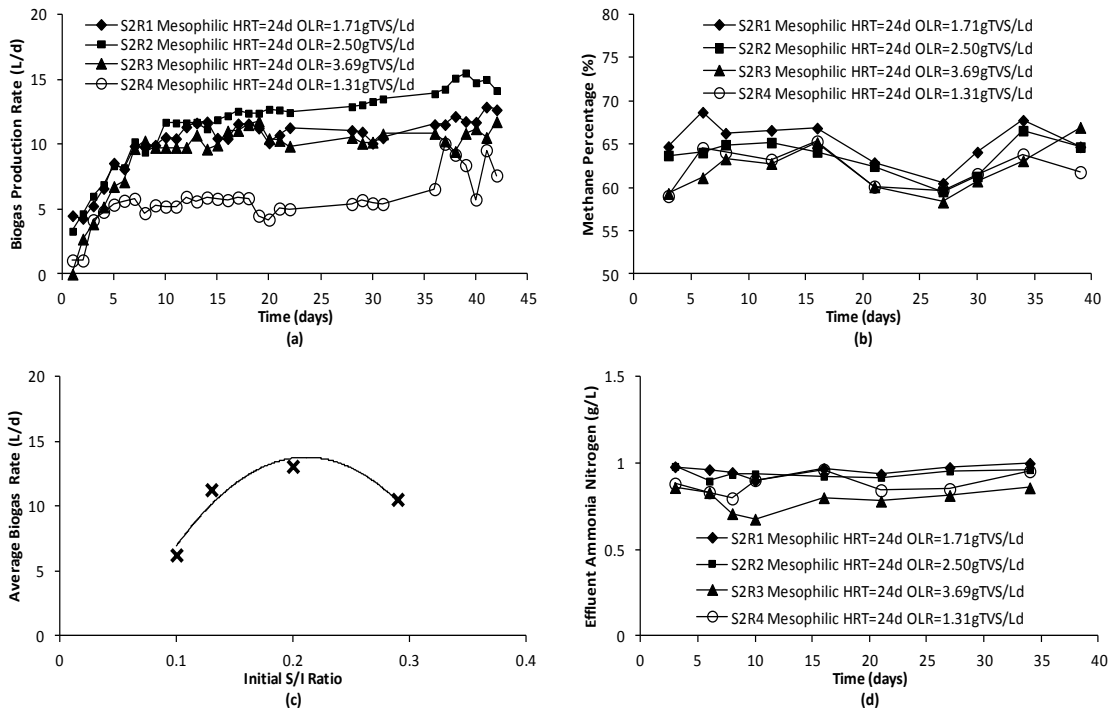 S2R1 Mesophilic HRT=24d OLR=1.71gTVS/Ld
S2R2 Mesophilic HRT=24d OLR=2.50gTVS/Ld
S2R3 Mesophilic HRT=24d OLR=3.69gTVS/Ld
S2R4 Mesophilic HRT=24d OLR=1.31gTVS/Ld
Biogas Production Rate (L/d)
20
15
10
5
0
0 5 10 15 20 25 30 35 40 45
Time (days)
(a)
S2R1 Mesophilic HRT=24d OLR=1.71gTVS/Ld
S2R2 Mesophilic HRT=24d OLR=2.50gTVS/Ld
S2R3 Mesophilic HRT=24d OLR=3.69gTVS/Ld
S2R4 Mesophilic HRT=24d OLR=1.31gTVS/Ld
Methane Percentage (%)
80
75
70
65
60
55
50
0 5 10 15 20 25 30 35 40
Time (days)
(b)
Average Biogas Rate (L/d)
20
15
10
5
0
0 0.1 0.2 0.3 0.4
Initial S/I Ratio
(c)
Effluent Ammonia Nitrogen (g/L)
1.5
1
0.5
0
S2R1 Mesophilic HRT=24d OLR=1.71gTVS/Ld
S2R2 Mesophilic HRT=24d OLR=2.50gTVS/Ld
S2R3 Mesophilic HRT=24d OLR=3.69gTVS/Ld
S2R4 Mesophilic HRT=24d OLR=1.31gTVS/Ld
0 5 10 15 20 25 30 35 40
Time (days)
(d)